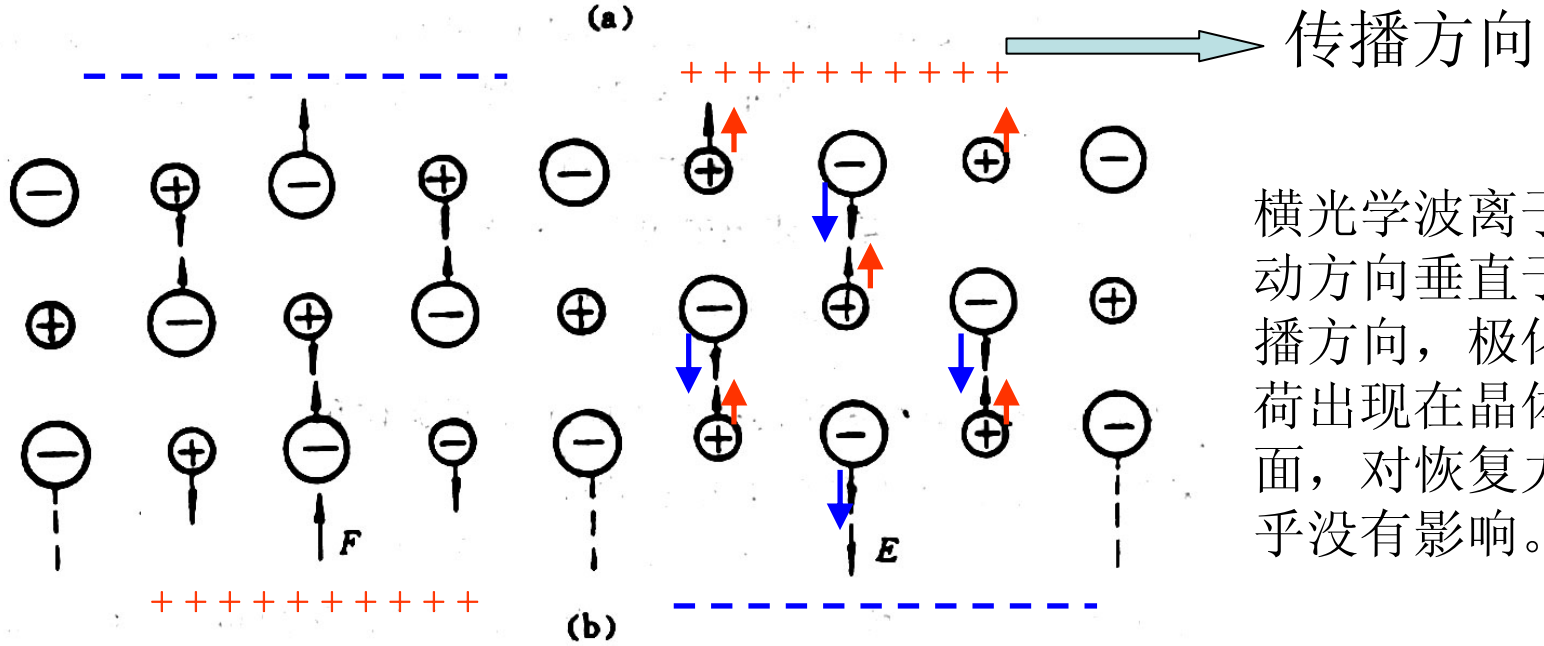 (a)
传播方向
− − − − − − − − − − − −
+ + + + + + + + + +
− + − + − + − + −
+ − + − + − + − +
− + − − − + − + −
横光学波离子
动方向垂直于
播方向，极化
荷出现在晶体
面，对恢复力
乎没有影响。
F
E
+ + + + + + + + + +
− − − − − − − − − − − −
(b)